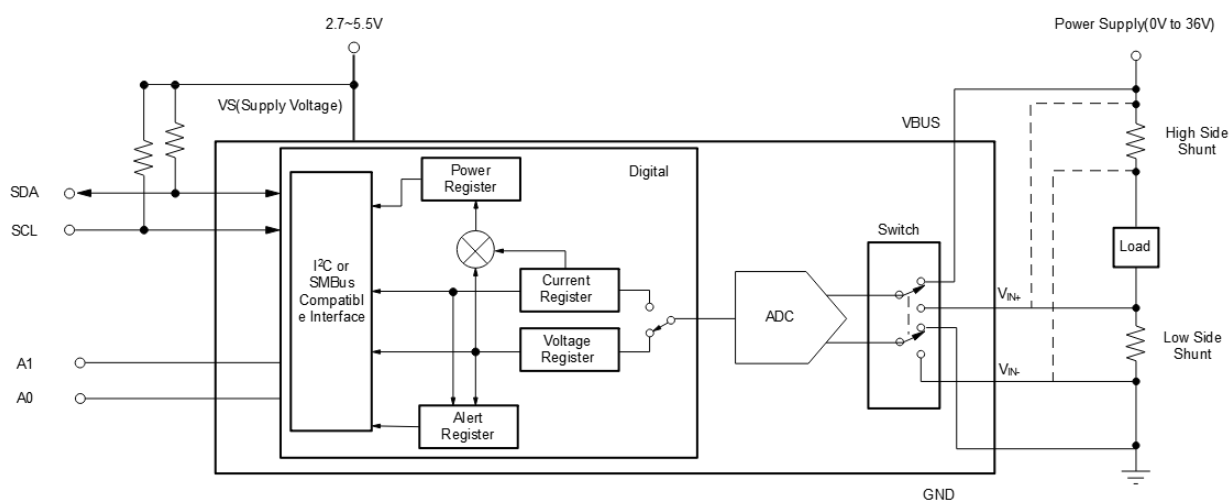 2.7~5.5V
Power Supply(0V to 36V)
VS(Supply Voltage)
VBUS
High Side
Shunt
Digital
Power
Register
SDA
SCL
Switch
Load
I²C or
SMBus
Compatibl
e Interface
Current
Register
VIN+
ADC
Voltage
Register
Low Side
Shunt
A1
VIN-
A0
Alert
Register
GND